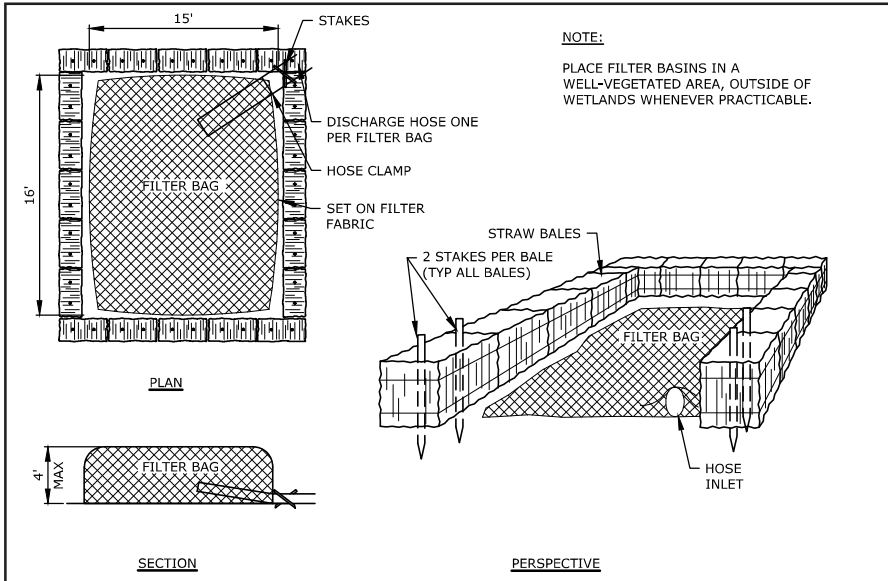 15'
STAKES
DISCHARGE HOSE ONE
PER FILTER BAG
HOSE CLAMP
16'
FILTER BAG
SET ON FILTER
FABRIC
PLAN
NOTE:
PLACE FILTER BASINS IN A
WELL-VEGETATED AREA, OUTSIDE OF
WETLANDS WHENEVER PRACTICABLE.
STRAW BALES
2 STAKES PER BALE
(TYP ALL BALES)
FILTER BAG
HOSE
INLET
PERSPECTIVE
4'
MAX
FILTER BAG
SECTION